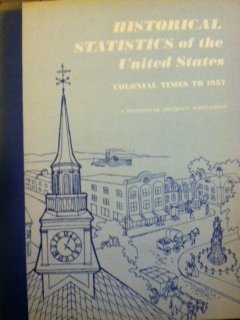 HISTORICAL
STATISTICS of the
United States
COLONIAL TIMES TO 1957
A STATISTICAL ABSTRACT SUPPLEMENT